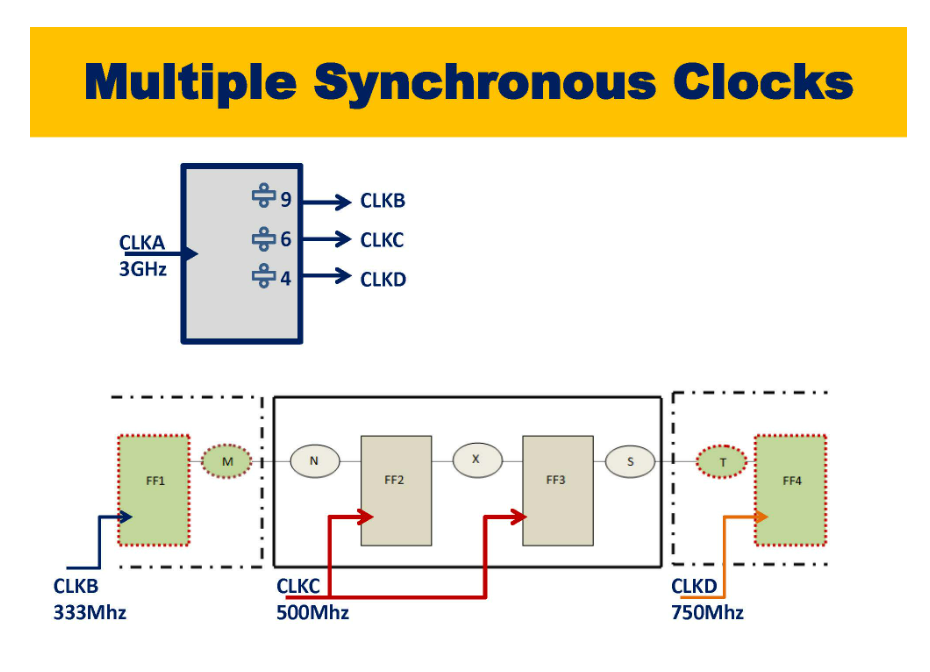 Multiple Synchronous Clocks
CLKA
3GHz
÷ 9
÷ 6
÷ 4
CLKB
CLKC
CLKD
FF1
M
N
FF2
X
FF3
S
T
FF4
CLKB
333Mhz
CLKC
500Mhz
CLKD
750Mhz